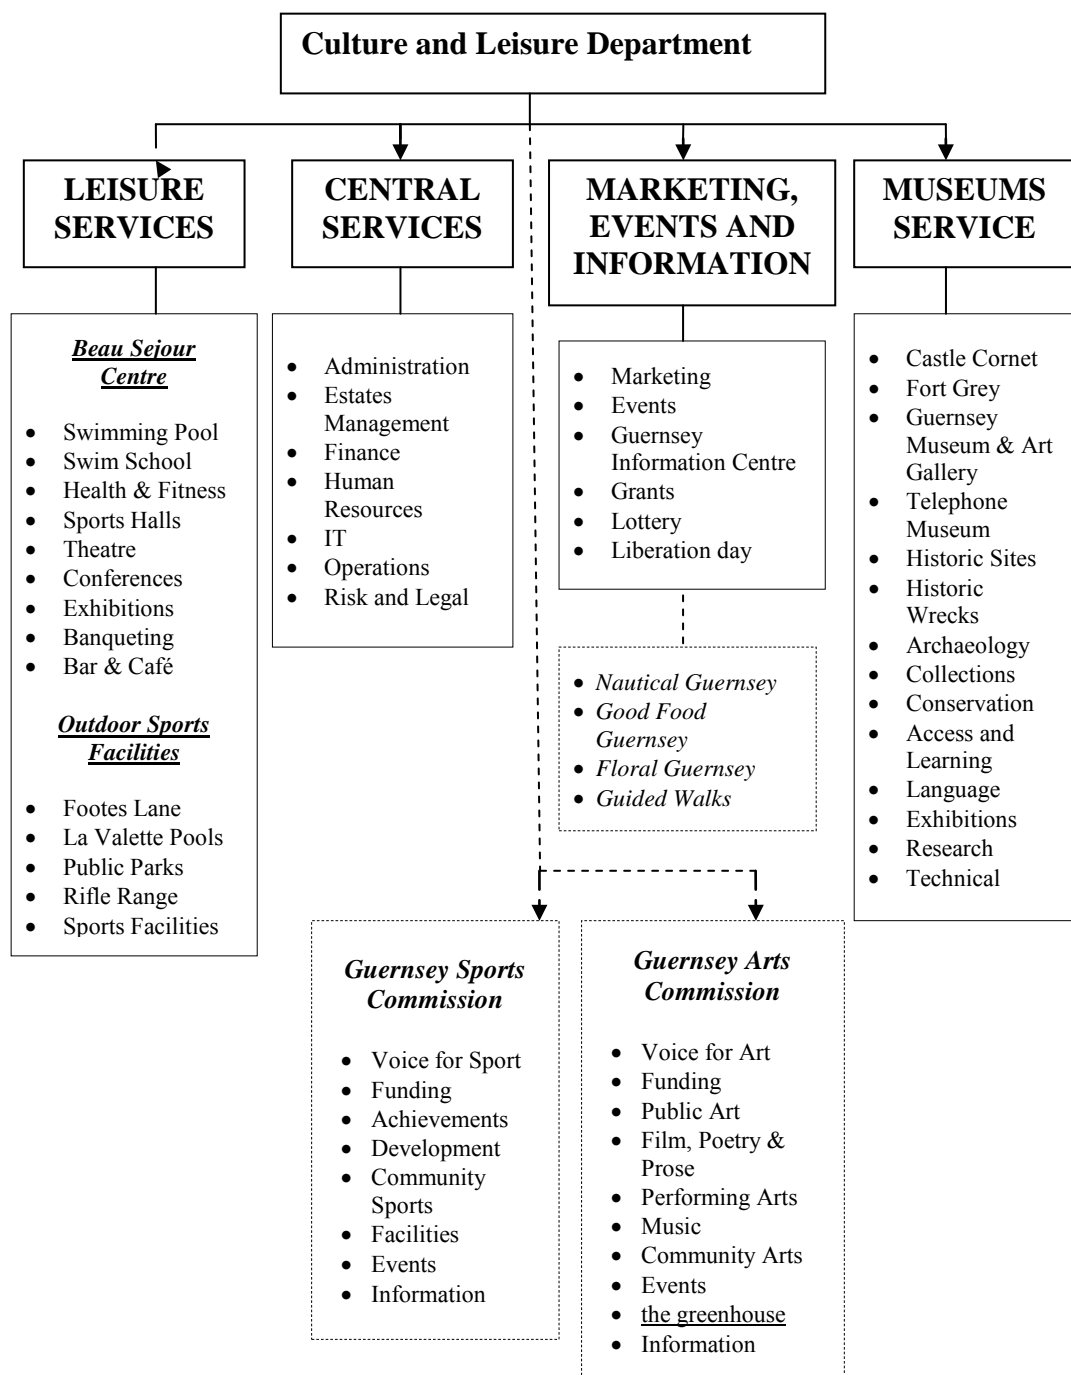 Culture and Leisure Department
LEISURE
SERVICES
CENTRAL
SERVICES
MARKETING,
EVENTS AND
INFORMATION
MUSEUMS
SERVICE
Beau Sejour
Centre
• Swimming Pool
• Swim School
• Health & Fitness
• Sports Halls
• Theatre
• Conferences
• Exhibitions
• Banqueting
• Bar & Café
Outdoor Sports
Facilities
• Footes Lane
• La Valette Pools
• Public Parks
• Rifle Range
• Sports Facilities
• Administration
• Estates
Management
• Finance
• Human
Resources
• IT
• Operations
• Risk and Legal
• Marketing
• Events
• Guernsey
Information Centre
• Grants
• Lottery
• Liberation day
• Nautical Guernsey
• Good Food
Guernsey
• Floral Guernsey
• Guided Walks
• Castle Cornet
• Fort Grey
• Guernsey
Museum & Art
Gallery
• Telephone
Museum
• Historic Sites
• Historic
Wrecks
• Archaeology
• Collections
• Conservation
• Access and
Learning
• Language
• Exhibitions
• Research
• Technical
Guernsey Sports
Commission
• Voice for Sport
• Funding
• Achievements
• Development
• Community
Sports
• Facilities
• Events
• Information
Guernsey Arts
Commission
• Voice for Art
• Funding
• Public Art
• Film, Poetry &
Prose
• Performing Arts
• Music
• Community Arts
• Events
• the greenhouse
• Information